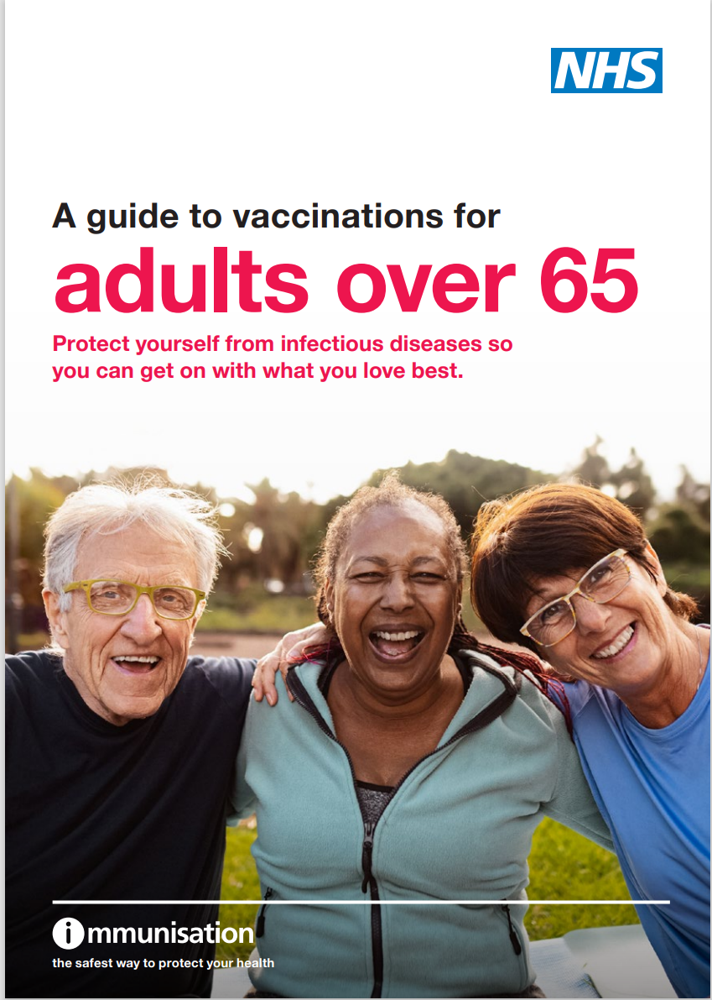 NHS
A guide to vaccinations for
adults over 65
Protect yourself from infectious diseases so
you can get on with what you love best.
immunisation
the safest way to protect your health